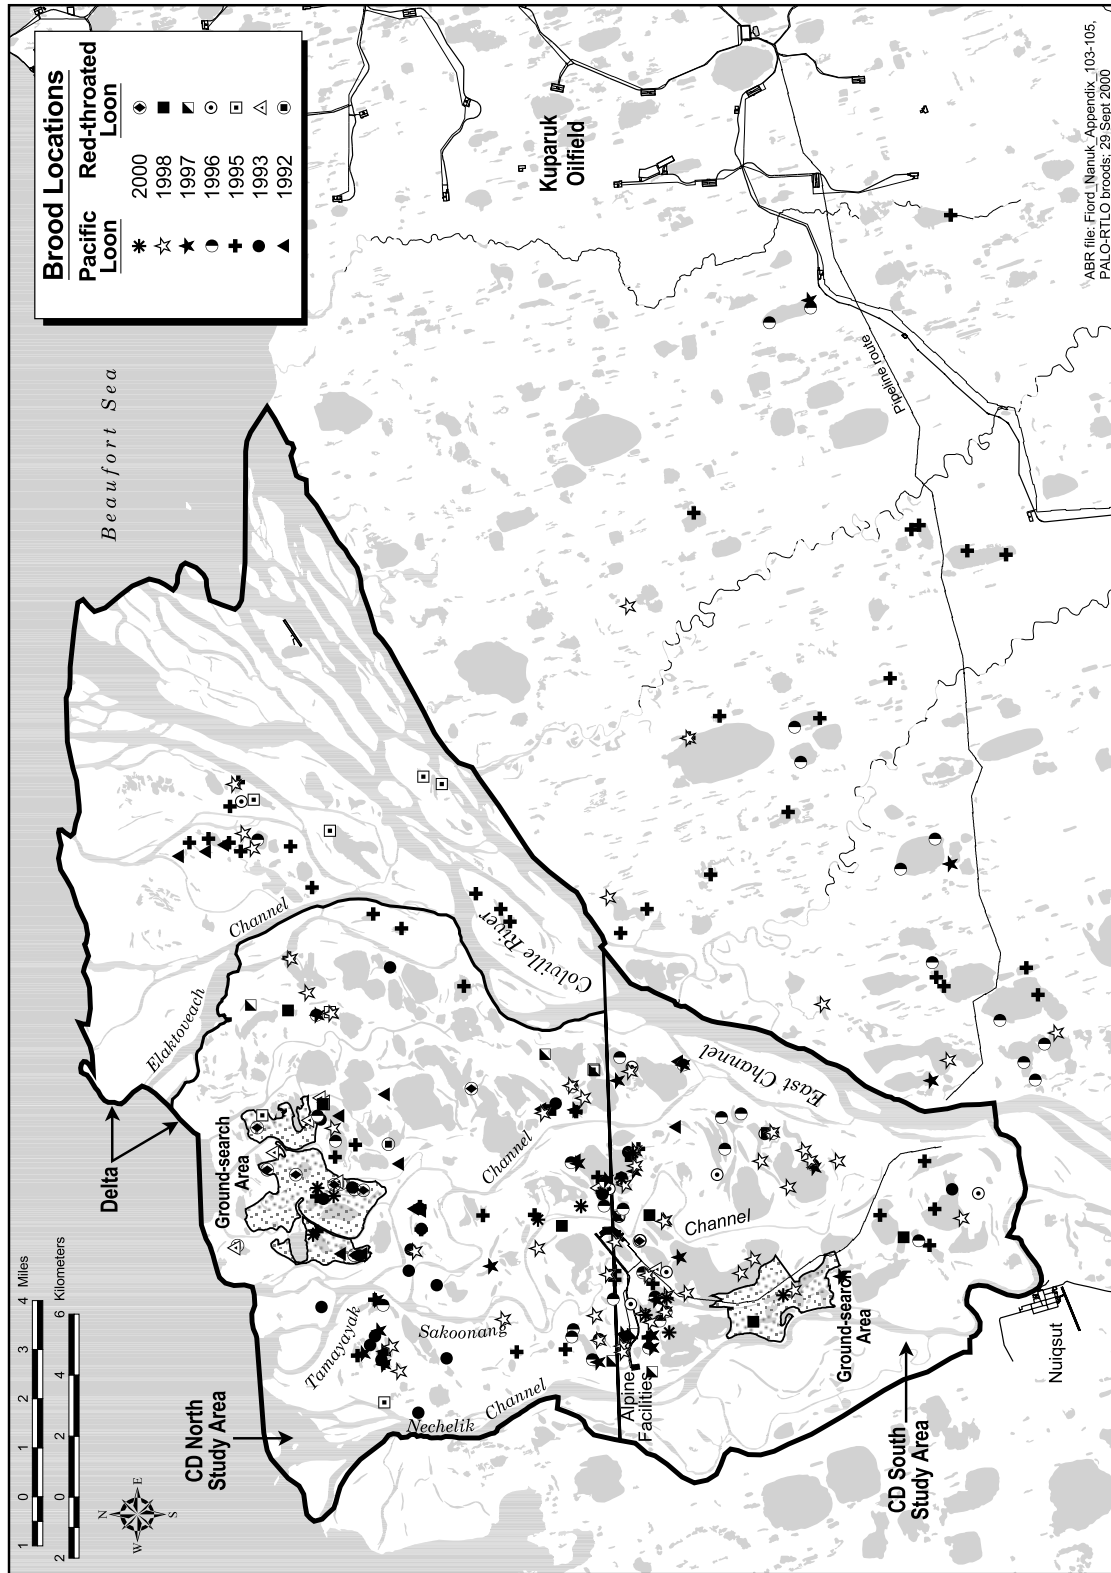 Brood Locations
Pacific Loon
Red-throated Loon
2000
1998
1997
1996
1995
1993
1992
Beaufort Sea
Kuparuk
Oilfield
Pipeline route
Colville River
East Channel
Elaktoveach
Channel
Delta
Ground-search
Area
Channel
Channel
Tamayayak
Sakoonang
Nechelik
Channel
CD North
Study Area
Alpine
Facilities
Ground-search
Area
CD South
Study Area
Nuiqsut
1 0 1 2 3 4 Miles
2 0 2 4 6 Kilometers
N
E
S
W
ABR file: Fiord_Nanuk_Appendix_103-105,
PALO-RTLO broods: 29 Sept 2000